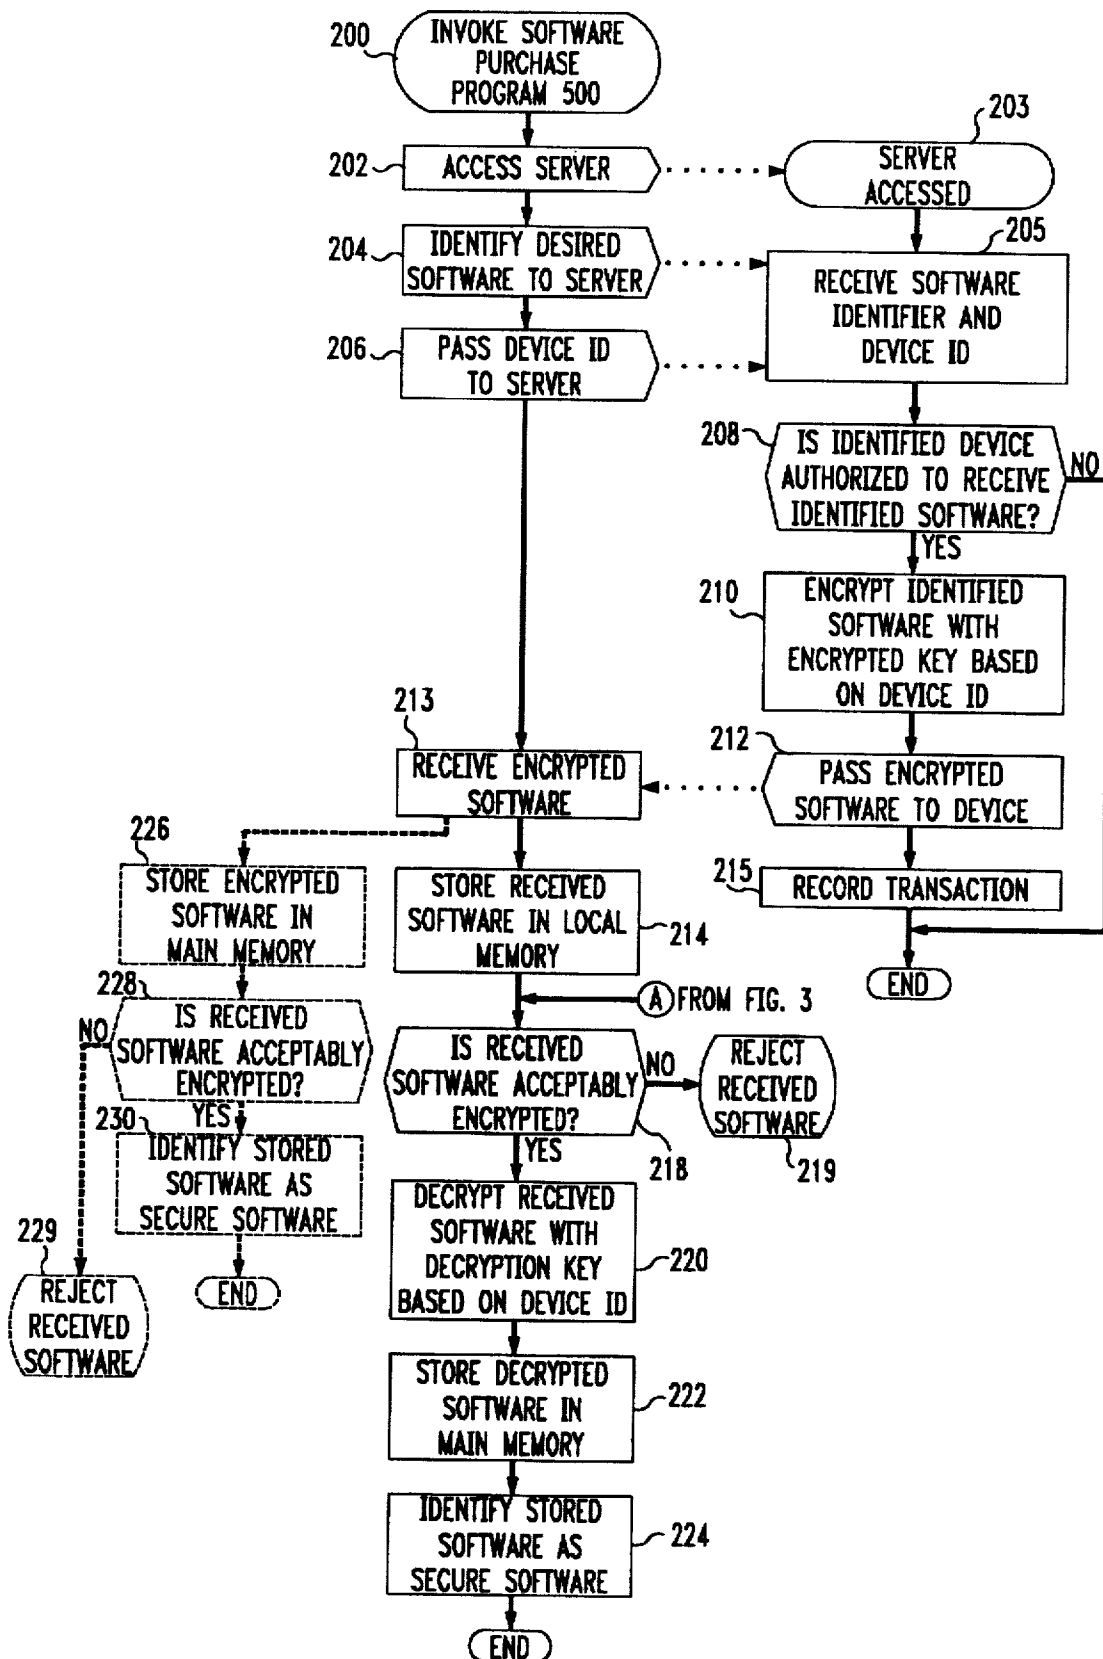 200
INVOKE SOFTWARE
PURCHASE
PROGRAM 500
202
ACCESS SERVER
203
SERVER
ACCESSED
204
IDENTIFY DESIRED
SOFTWARE TO SERVER
205
RECEIVE SOFTWARE
IDENTIFIER AND
DEVICE ID
206
PASS DEVICE ID
TO SERVER
208
IS IDENTIFIED DEVICE
AUTHORIZED TO RECEIVE
IDENTIFIED SOFTWARE?
NO
YES
210
ENCRYPT IDENTIFIED
SOFTWARE WITH
ENCRYPTED KEY BASED
ON DEVICE ID
212
PASS ENCRYPTED
SOFTWARE TO DEVICE
213
RECEIVE ENCRYPTED
SOFTWARE
215
RECORD TRANSACTION
END
226
STORE ENCRYPTED
SOFTWARE IN
MAIN MEMORY
STORE RECEIVED
SOFTWARE IN LOCAL
MEMORY
214
A FROM FIG. 3
228
IS RECEIVED
SOFTWARE ACCEPTABLY
ENCRYPTED?
NO
YES
IS RECEIVED
SOFTWARE ACCEPTABLY
ENCRYPTED?
218
NO
YES
REJECT
RECEIVED
SOFTWARE
219
230
IDENTIFY STORED
SOFTWARE AS
SECURE SOFTWARE
END
229
REJECT
RECEIVED
SOFTWARE
DECRYPT RECEIVED
SOFTWARE WITH
DECRYPTION KEY
BASED ON DEVICE ID
220
STORE DECRYPTED
SOFTWARE IN
MAIN MEMORY
222
IDENTIFY STORED
SOFTWARE AS
SECURE SOFTWARE
224
END